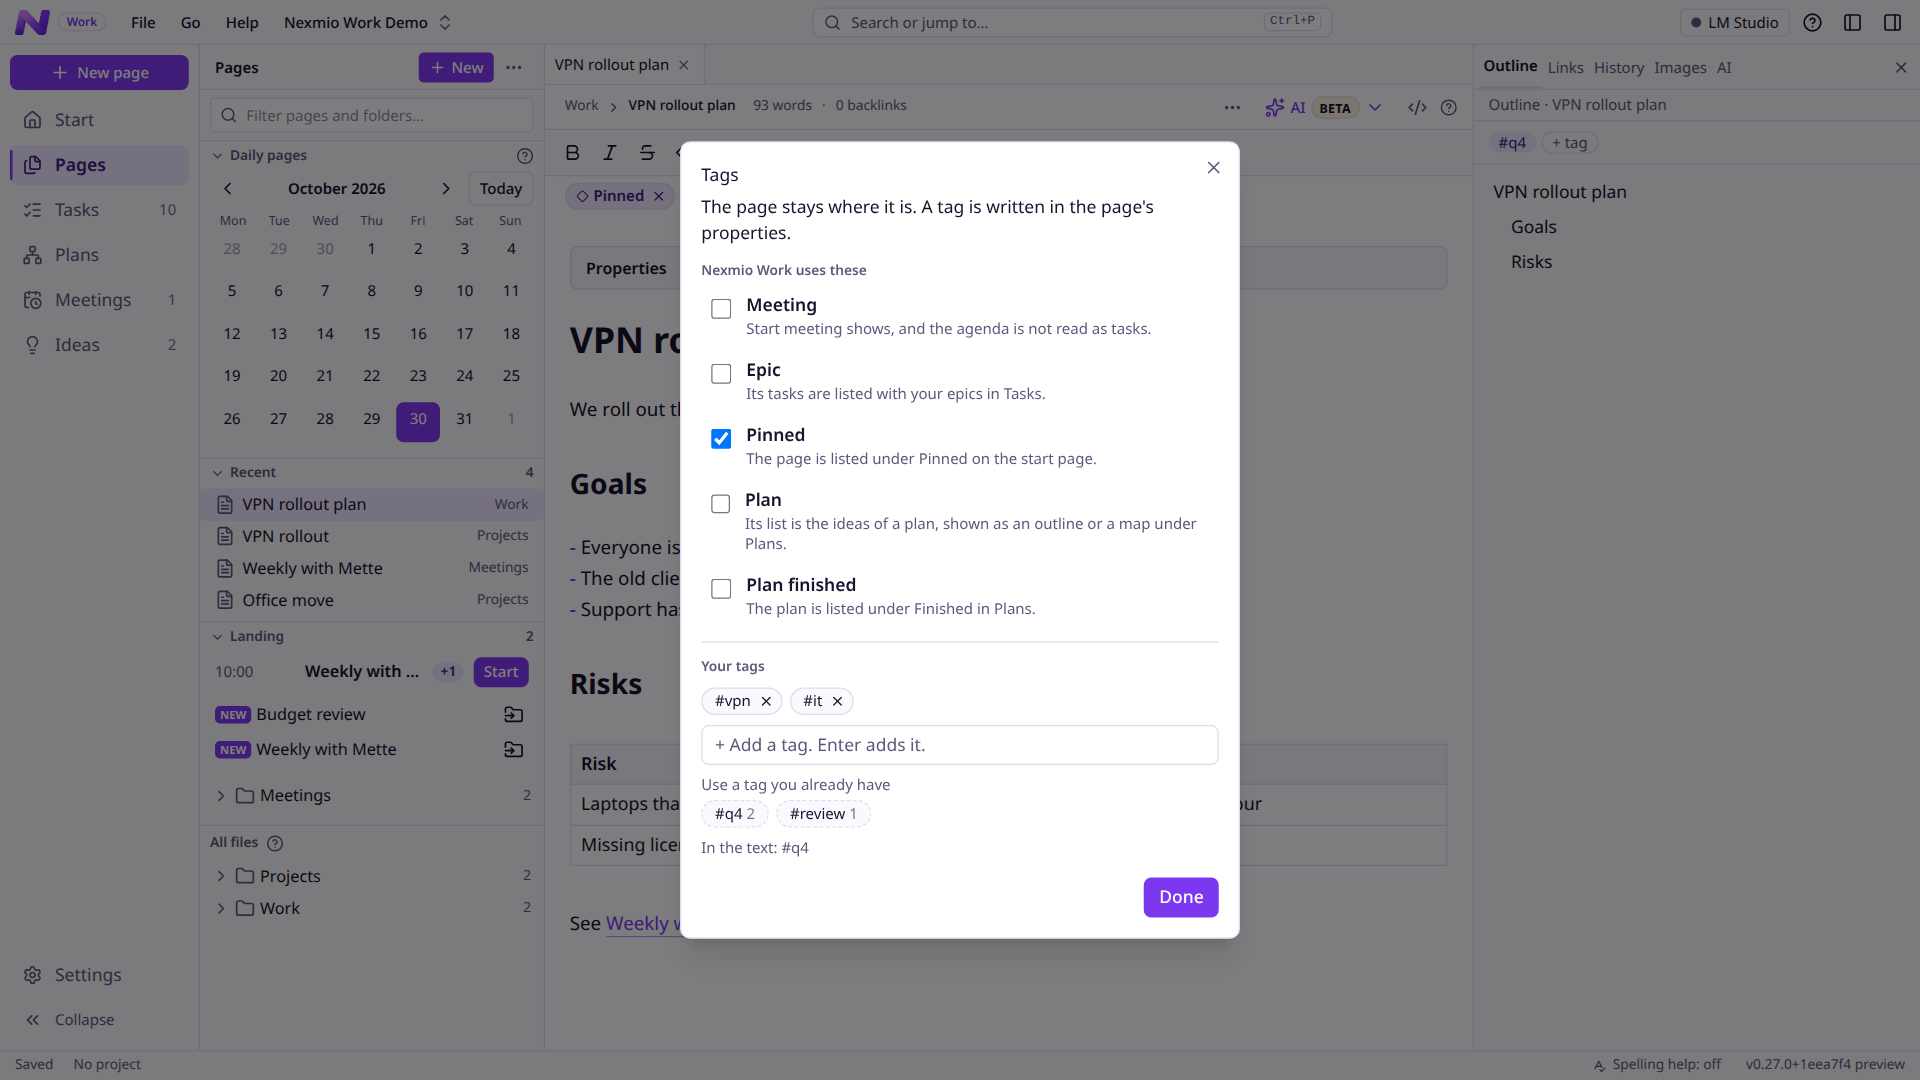 Work File Go Help Nexmio Work Demo
Search or jump to... Ctrl+P
LM Studio
New page
Start
Pages
Tasks 10
Plans
Meetings 1
Ideas 2
Settings
Collapse
Pages
+ New
Filter pages and folders...
Daily pages
October 2026 Today
Mon Tue Wed Thu Fri Sat Sun
28 29 30 1 2 3 4
5 6 7 8 9 10 11
12 13 14 15 16 17 18
19 20 21 22 23 24 25
26 27 28 29 30 31 1
Recent 4
VPN rollout plan Work
VPN rollout Projects
Weekly with Mette Meetings
Office move Projects
Landing 2
10:00 Weekly with ... +1 Start
NEW Budget review
NEW Weekly with Mette
Meetings 2
All files
Projects 2
Work 2
VPN rollout plan
Work > VPN rollout plan 93 words · 0 backlinks
AI BETA
B I S
Pinned
Properties
VPN
We roll out
Goals
- Everyone is
- The old
- Support
Risks
Risk
Laptops
Missing
See Weekly
Tags
The page stays where it is. A tag is written in the page's
properties.
Nexmio Work uses these
Meeting
Start meeting shows, and the agenda is not read as tasks.
Epic
Its tasks are listed with your epics in Tasks.
Pinned
The page is listed under Pinned on the start page.
Plan
Its list is the ideas of a plan, shown as an outline or a map under
Plans.
Plan finished
The plan is listed under Finished in Plans.
Your tags
#vpn #it
+ Add a tag. Enter adds it.
Use a tag you already have
#q4 2 #review 1
In the text: #q4
Done
Outline Links History Images AI
Outline · VPN rollout plan
#q4 + tag
VPN rollout plan
Goals
Risks
Saved No project
Spelling help: off v0.27.0+1eea7f4 preview